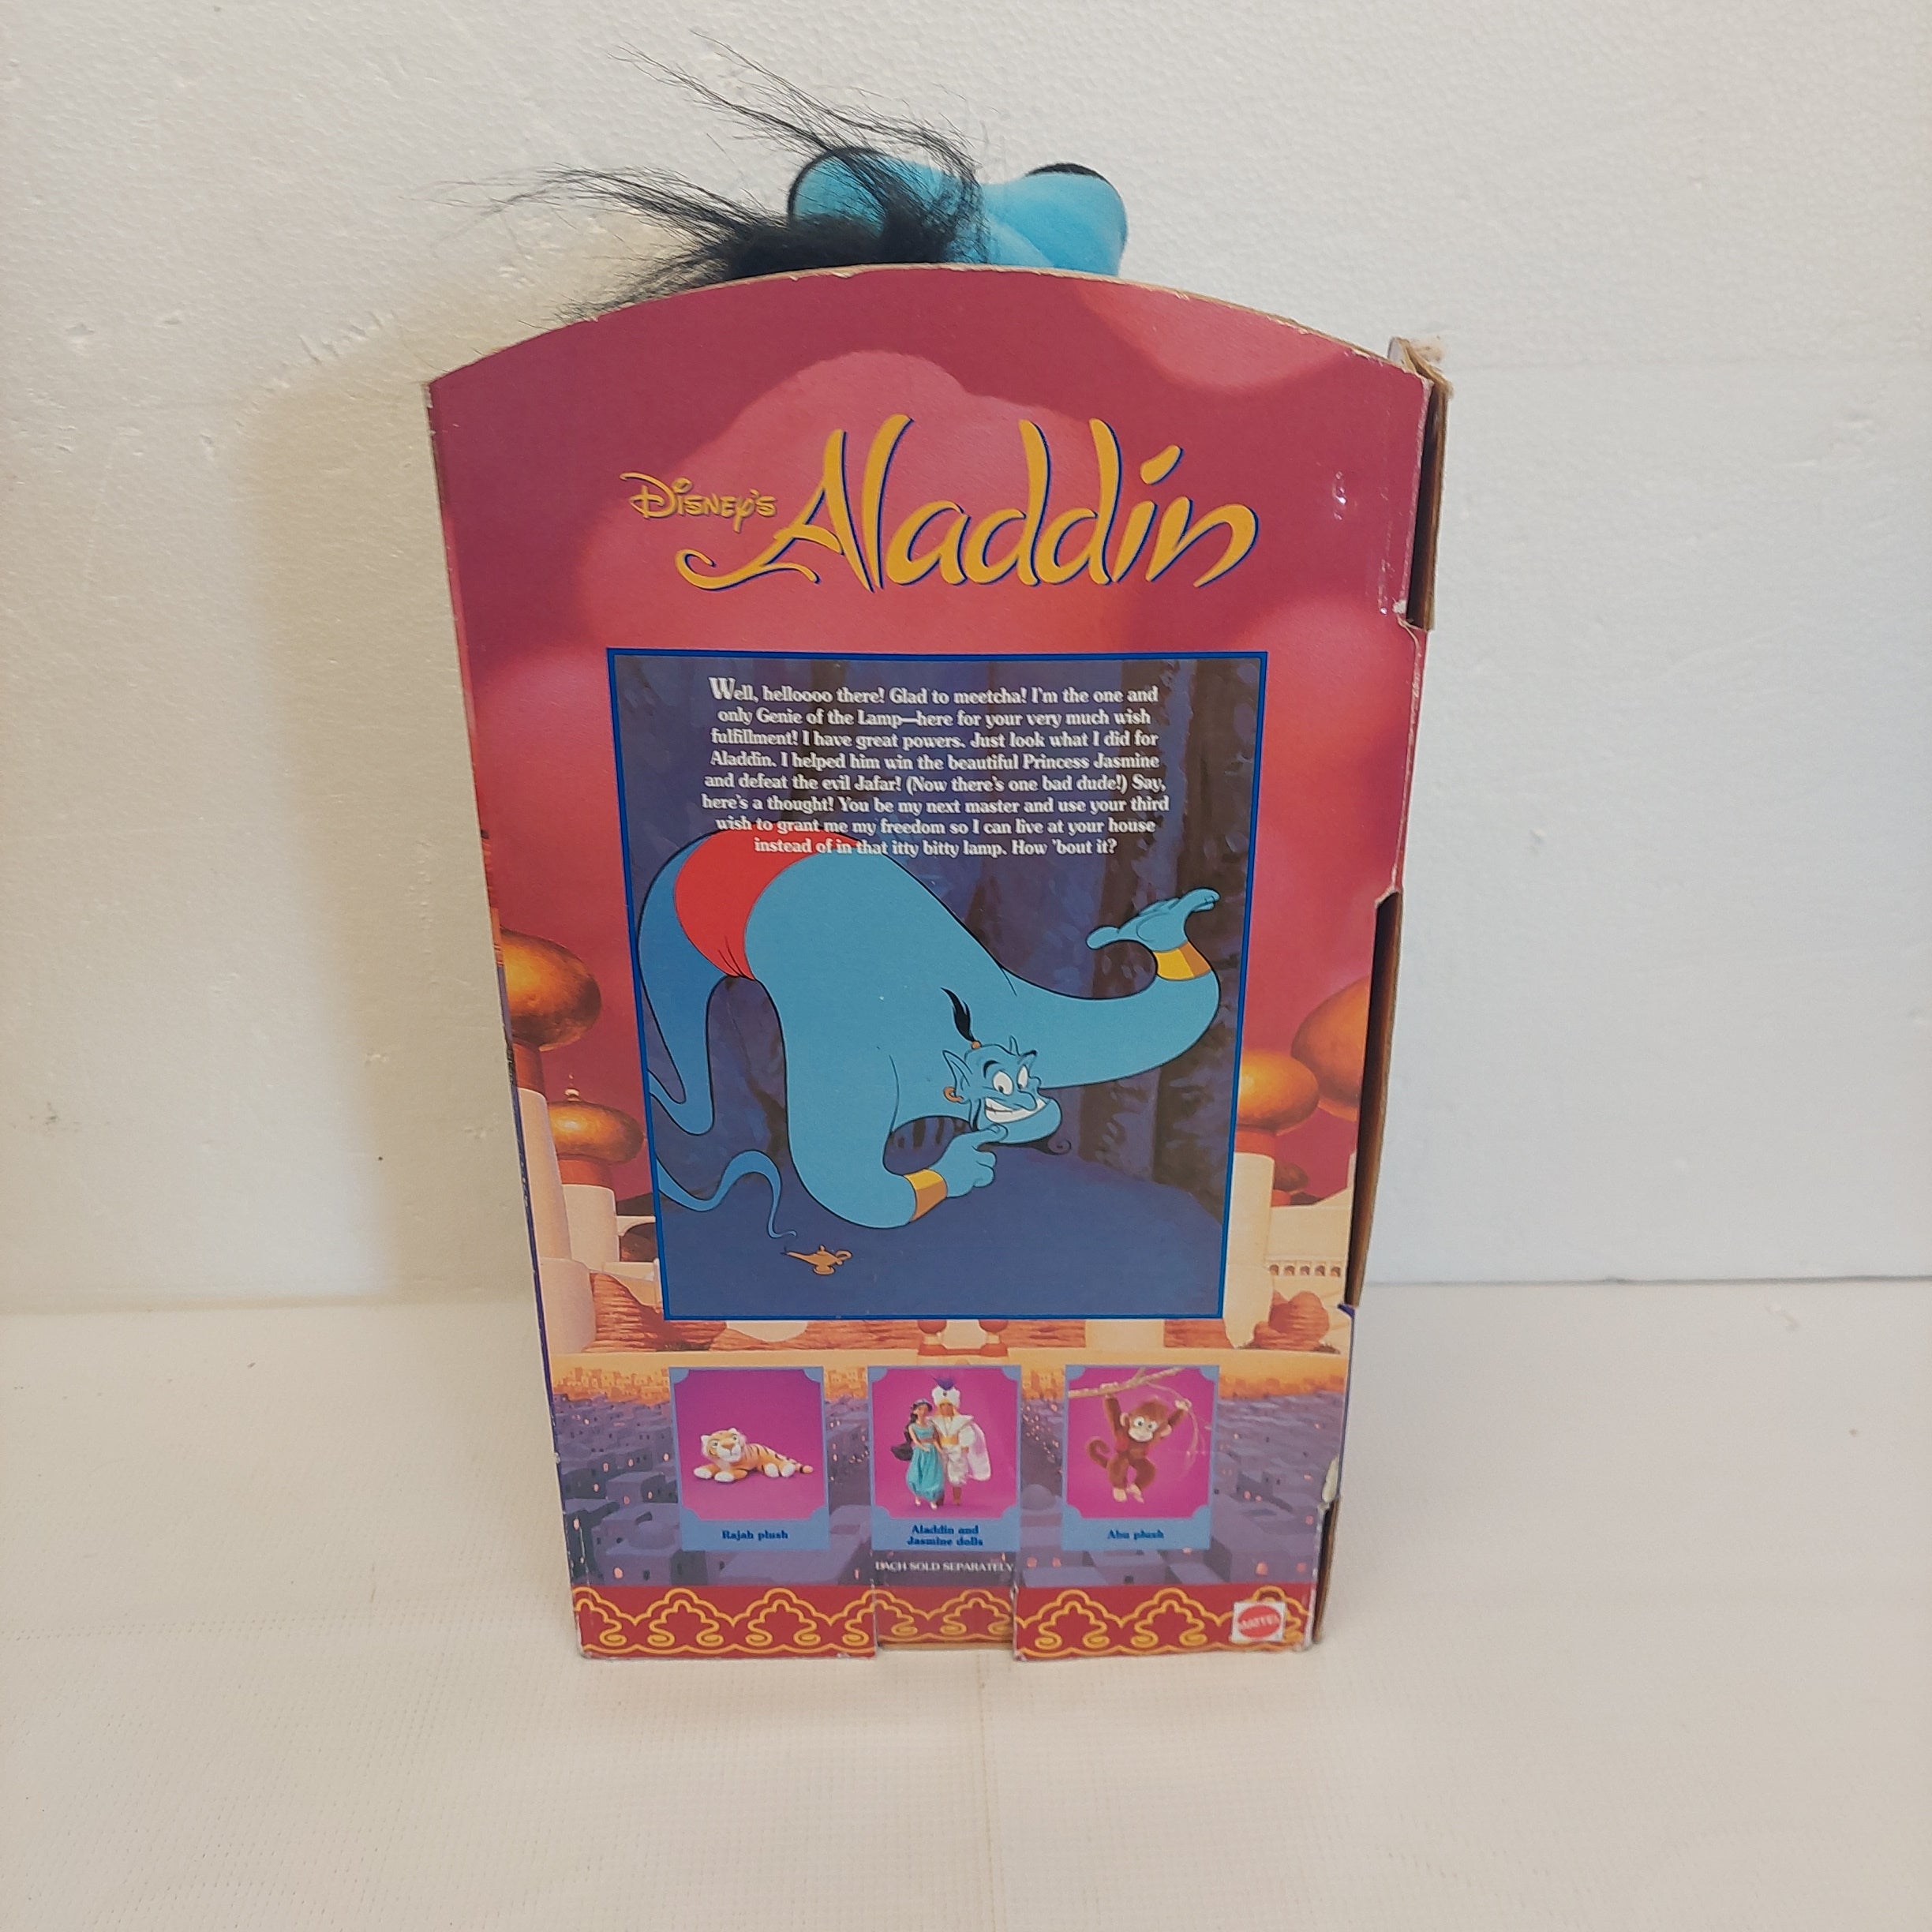 Disney's Aladdin
Well, helloooo there! Glad to meetcha! I'm the one and
only Genie of the Lamp—here for your very much wish
fulfillment! I have great powers. Just look what I did for
Aladdin. I helped him win the beautiful Princess Jasmine
and defeat the evil Jafar! (Now there's one bad dude!) Say,
here's a thought! You be my next master and use your third
wish to grant me my freedom so I can live at your house
instead of in that itty bitty lamp. How 'bout it?
Rajah plush
Aladdin and
Jasmine dolls
Abu plush
EACH SOLD SEPARATELY
MATTEL